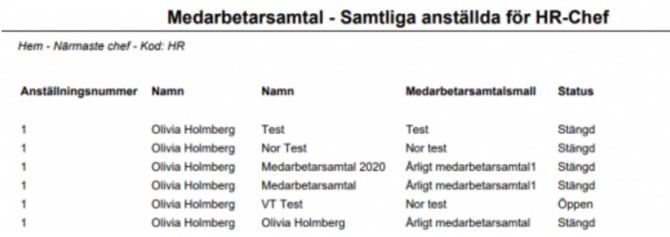 Medarbetarsamtal - Samtliga anställda för HR-Chef
Hem - Närmaste chef - Kod: HR
Anställningsnummer Namn Namn Medarbetarsamtalsmall Status
1 Olivia Holmberg Test Test Stängd
1 Olivia Holmberg Nor Test Nor test Stängd
1 Olivia Holmberg Medarbetarsamtal 2020 Årligt medarbetarsamtal1 Stängd
1 Olivia Holmberg Medarbetarsamtal Årligt medarbetarsamtal1 Stängd
1 Olivia Holmberg VT Test Nor test Öppen
1 Olivia Holmberg Olivia Holmberg Årligt medarbetarsamtal Stängd